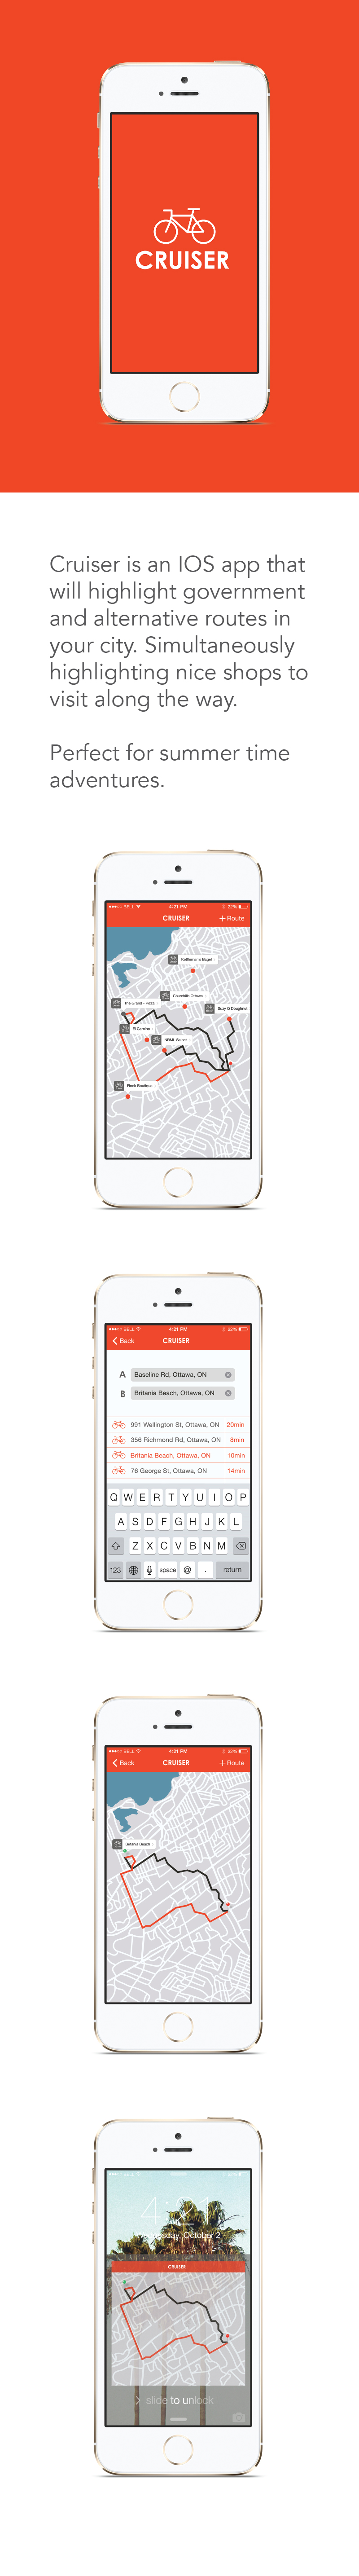 CRUISER
Cruiser is an IOS app that
will highlight government
and alternative routes in
your city. Simultaneously
highlighting nice shops to
visit along the way.
Perfect for summer time
adventures.
BELL 4:21 PM 22%
CRUISER + Route
Kettleman's Bagel
Churchills Ottawa
The Grand - Pizza
Suzy Q Doughnut
El Camino
NRML Select
Flock Boutique
BELL 4:21 PM 22%
Back CRUISER
A Baseline Rd, Ottawa, ON
B Britania Beach, Ottawa, ON
991 Wellington St, Ottawa, ON 20min
356 Richmond Rd, Ottawa, ON 8min
Britania Beach, Ottawa, ON 10min
76 George St, Ottawa, ON 14min
Q W E R T Y U I O P
A S D F G H J K L
Z X C V B N M
123 space @ . return
BELL 4:21 PM 22%
Back CRUISER + Route
Britania Beach
4:21
October 2
CRUISER
> slide to unlock